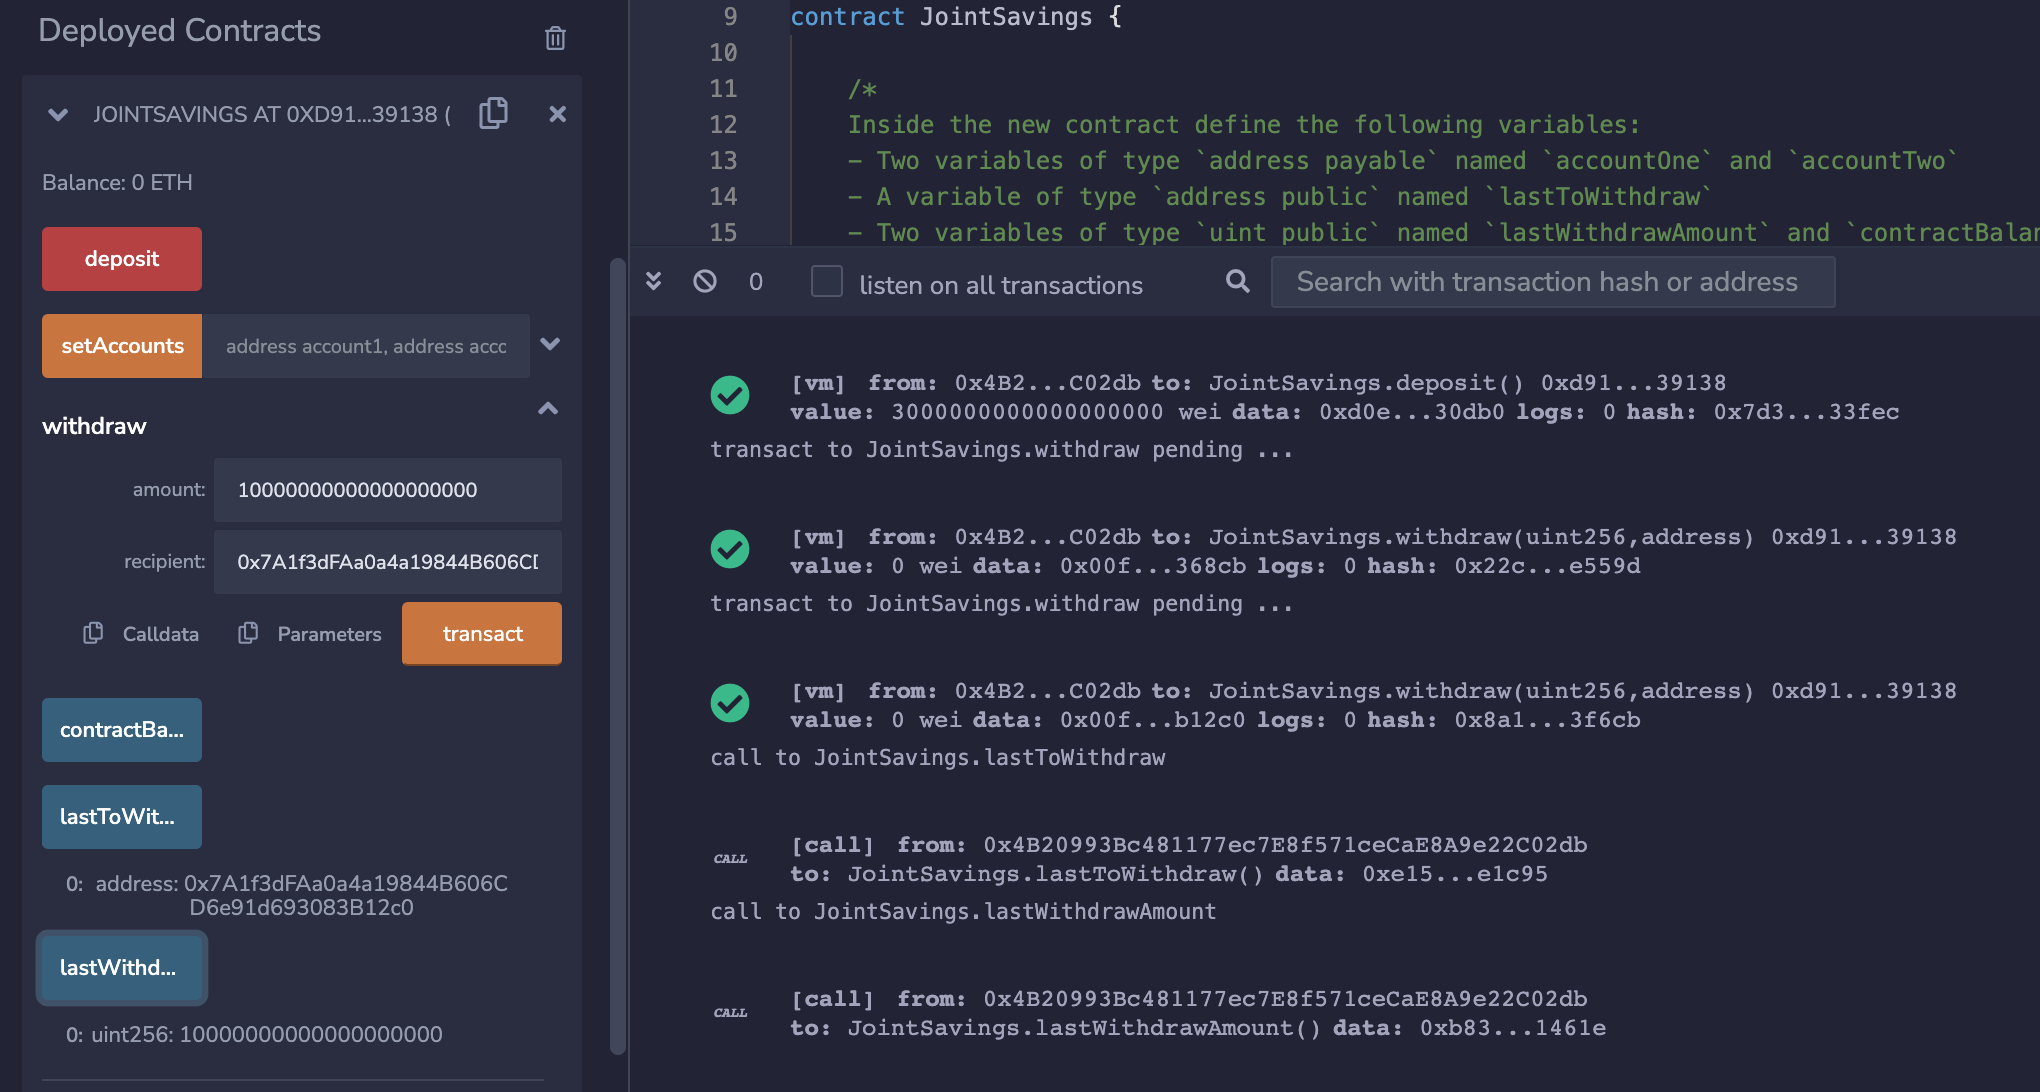 Deployed Contracts
JOINTSAVINGS AT 0XD91...39138 (
Balance: 0 ETH
deposit
setAccounts
address account1, address acco
withdraw
amount:
10000000000000000000
recipient:
0x7A1f3dFAa0a4a19844B606CD
Calldata
Parameters
transact
contractBa...
lastToWit...
0: address: 0x7A1f3dFAa0a4a19844B606C
D6e91d693083B12c0
lastWithd...
0: uint256: 10000000000000000000
9 contract JointSavings {
10
11 /*
12 Inside the new contract define the following variables:
13 – Two variables of type `address payable` named `accountOne` and `accountTwo`
14 – A variable of type `address public` named `lastToWithdraw`
15 – Two variables of type `uint public` named `lastWithdrawAmount` and `contractBalan
0
listen on all transactions
Search with transaction hash or address
[vm] from: 0x4B2...C02db to: JointSavings.deposit() 0xd91...39138
value: 3000000000000000000 wei data: 0xd0e...30db0 logs: 0 hash: 0x7d3...33fec
transact to JointSavings.withdraw pending ...
[vm] from: 0x4B2...C02db to: JointSavings.withdraw(uint256,address) 0xd91...39138
value: 0 wei data: 0x00f...368cb logs: 0 hash: 0x22c...e559d
transact to JointSavings.withdraw pending ...
[vm] from: 0x4B2...C02db to: JointSavings.withdraw(uint256,address) 0xd91...39138
value: 0 wei data: 0x00f...b12c0 logs: 0 hash: 0x8a1...3f6cb
call to JointSavings.lastToWithdraw
CALL
[call] from: 0x4B20993Bc481177ec7E8f571ceCaE8A9e22C02db
to: JointSavings.lastToWithdraw() data: 0xe15...e1c95
call to JointSavings.lastWithdrawAmount
CALL
[call] from: 0x4B20993Bc481177ec7E8f571ceCaE8A9e22C02db
to: JointSavings.lastWithdrawAmount() data: 0xb83...1461e